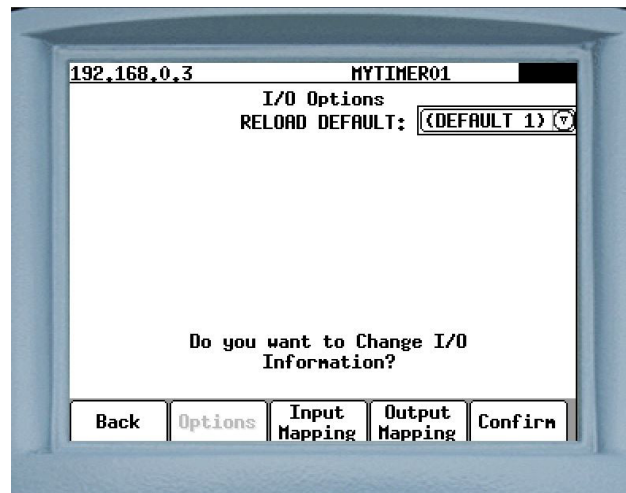 192.168.0.3 MYTIMER01
I/O Options
RELOAD DEFAULT: (DEFAULT 1)
Do you want to Change I/O
Information?
Back Options Input Mapping Output Mapping Confirm